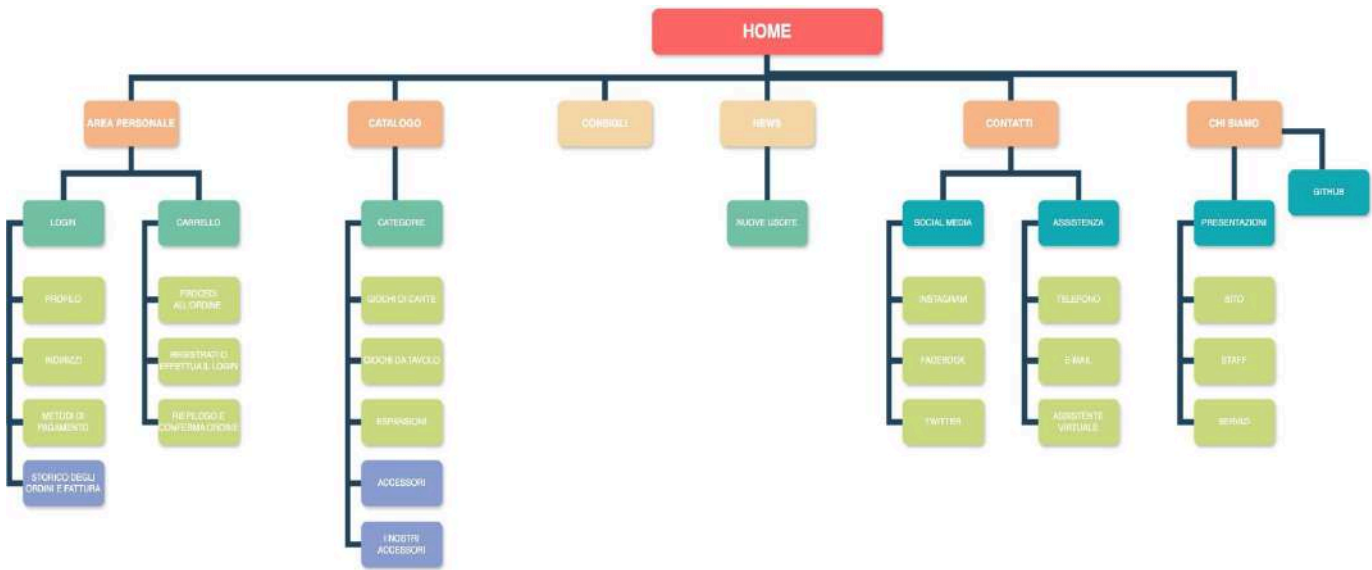 HOME
AREA PERSONALE
CATALOGO
CONSIGLI
NEWS
CONTATTI
CHI SIAMO
GITHUB
LOGIN
CARRELLO
CATEGORIE
NUOVE USCITE
SOCIAL MEDIA
ASSISTENZA
PRESENTAZIONI
PROFILO
PROCEDI
ALL'ORDINE
GIOCHI DI CARTE
INSTAGRAM
TELEFONO
SITO
INDIRIZZI
REGISTRATI O
EFFETTUA IL LOGIN
GIOCHI DA TAVOLO
FACEBOOK
E-MAIL
STAFF
METODI DI
PAGAMENTO
RIEPILOGO E
CONFERMA ORDINE
ESPANSIONI
TWITTER
ASSISTENTE
VIRTUALE
SERVIZI
STORICO DEGLI
ORDINI E FATTURA
ACCESSORI
I NOSTRI
ACCESSORI